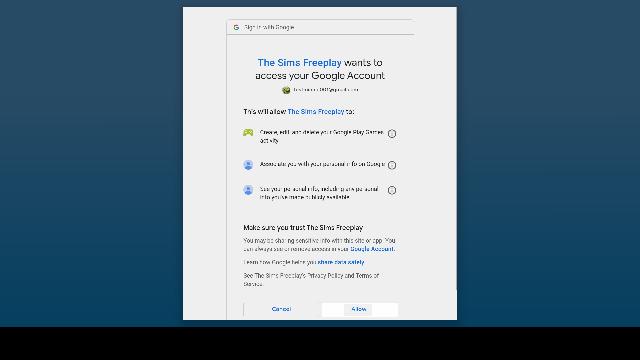 Sign in with Google
The Sims Freeplay wants to
access your Google Account
This will allow The Sims Freeplay to:
Create, edit, and delete your Google Play Games
activity
Associate you with your personal info on Google
See your personal info, including any personal
info you've made publicly available
Make sure you trust The Sims Freeplay
You may be sharing sensitive info with this site or app. You
can always see or remove access in your Google Account.
Learn how Google helps you share data safely.
See The Sims Freeplay's Privacy Policy and Terms of
Service.
Cancel
Allow